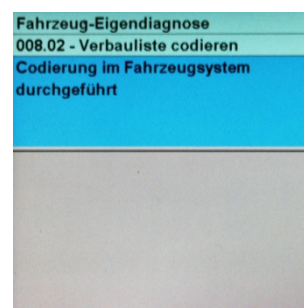 Fahrzeug-Eigendiagnose
008.02 - Verbauliste codieren
Codierung im Fahrzeugsystem
durchgeführt